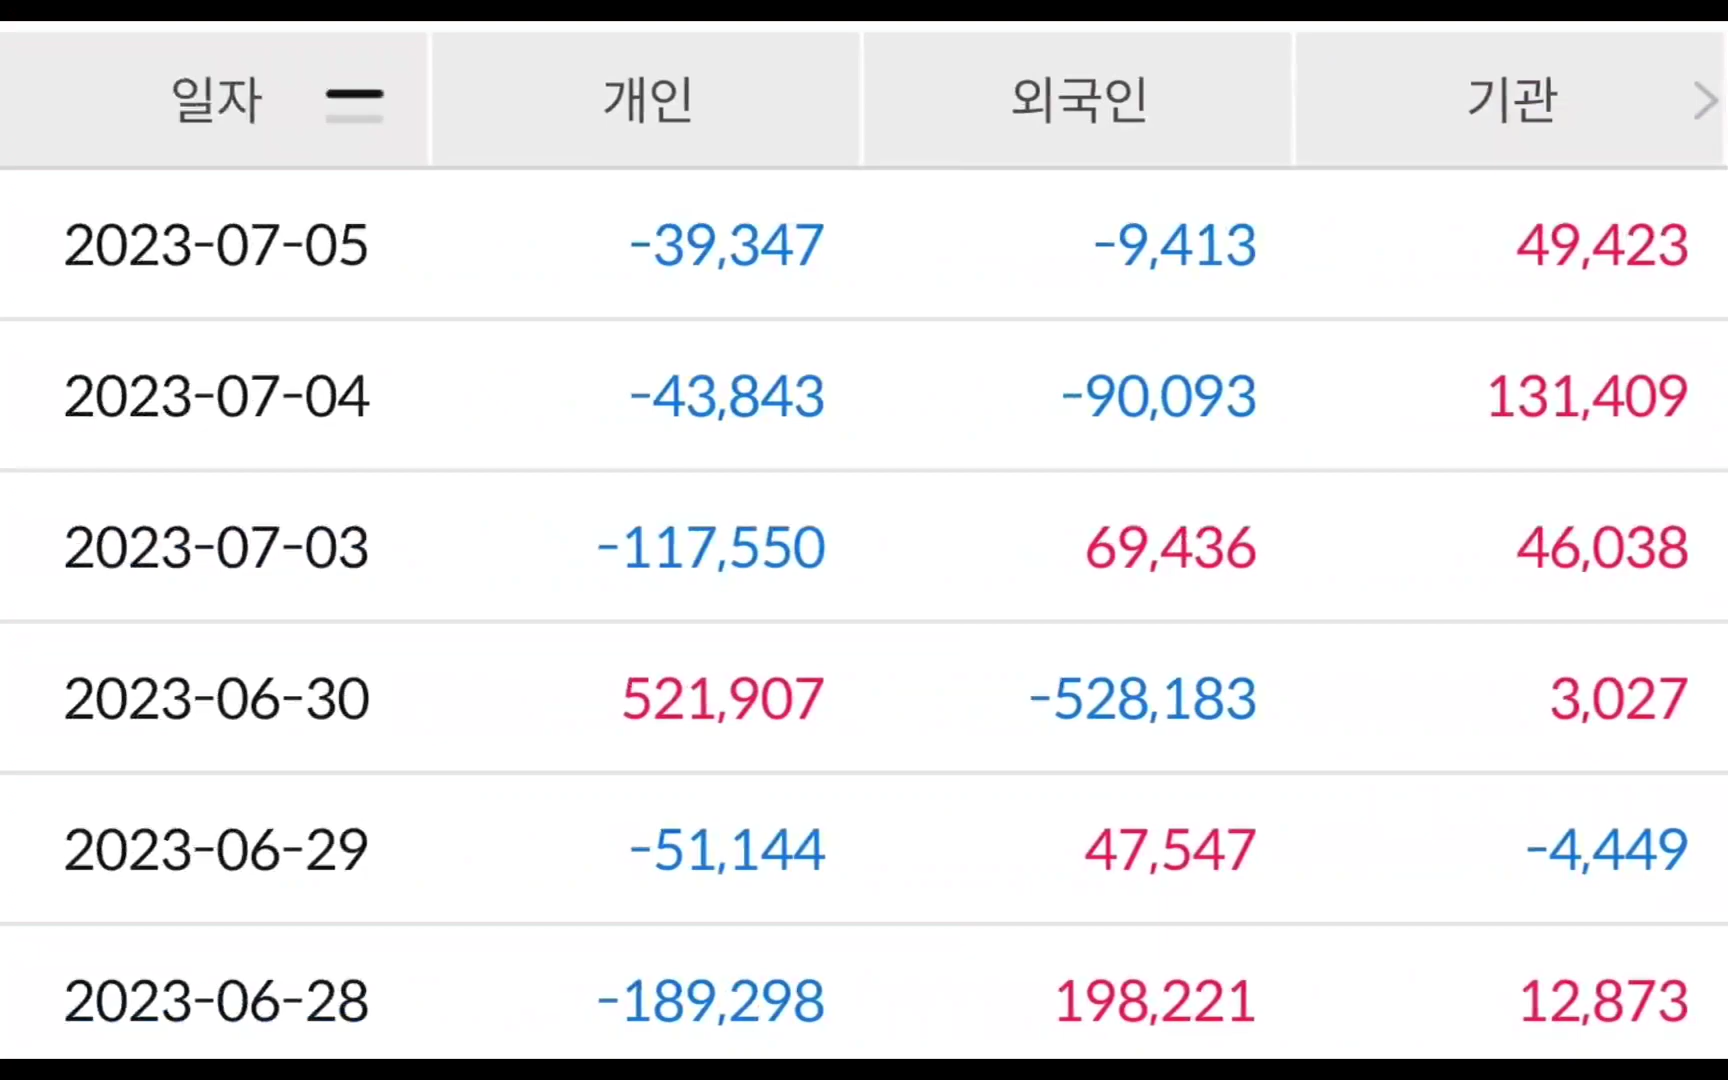 일자 개인 외국인 기관
2023-07-05 -39,347 -9,413 49,423
2023-07-04 -43,843 -90,093 131,409
2023-07-03 -117,550 69,436 46,038
2023-06-30 521,907 -528,183 3,027
2023-06-29 -51,144 47,547 -4,449
2023-06-28 -189,298 198,221 12,873